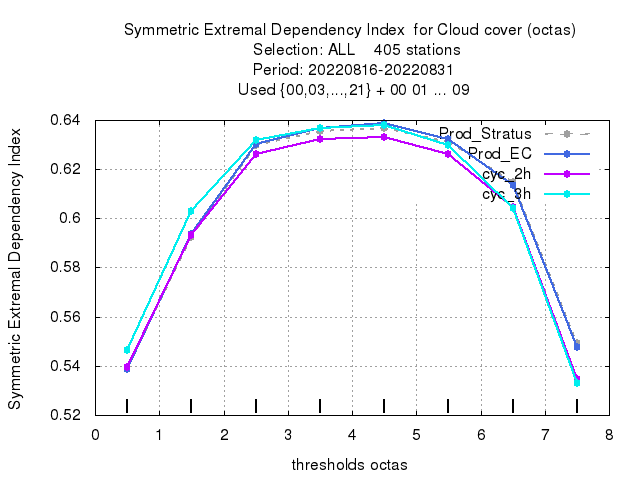 Symmetric Extremal Dependency Index  for Cloud cover (octas)
Selection: ALL    405 stations
Period: 20220816-20220831
Used {00,03,...,21} + 00 01 ... 09
Symmetric Extremal Dependency Index
0.64
0.62
0.6
0.58
0.56
0.54
0.52
Prod_Stratus
Prod_EC
cyc_2h
cyc_3h
0 1 2 3 4 5 6 7 8
thresholds octas